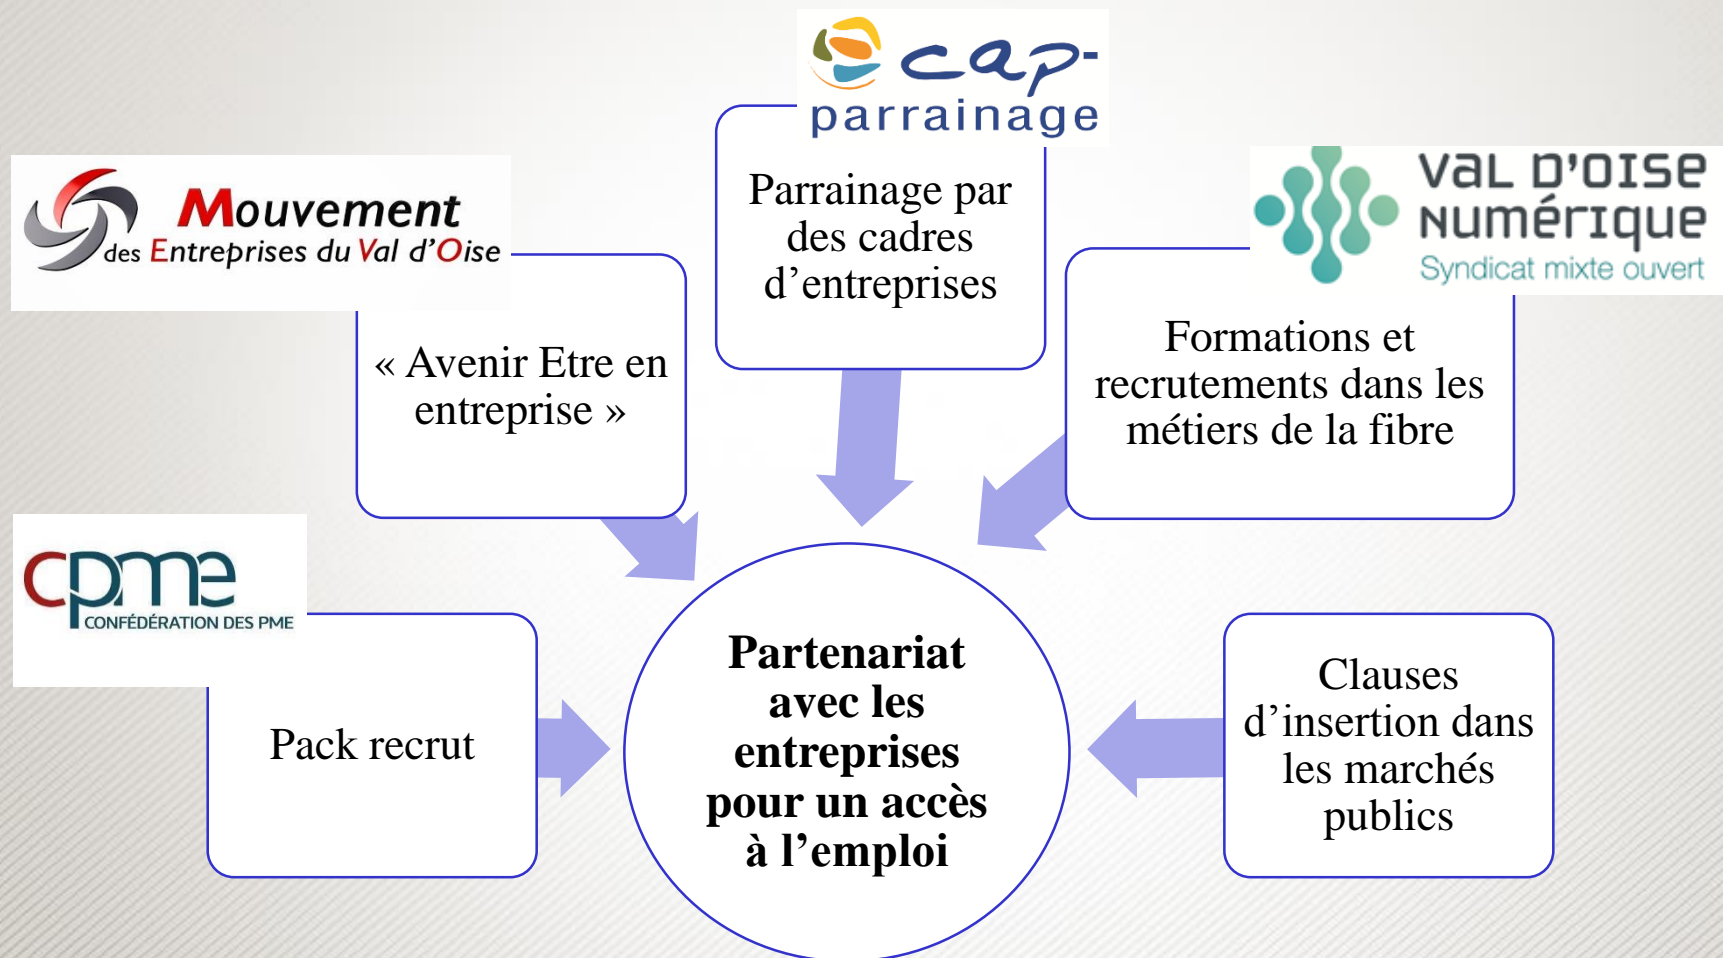 cap-
parrainage
Parrainage par
des cadres
d’entreprises
Mouvement
des Entreprises du Val d'Oise
« Avenir Etre en
entreprise »
VaL D'OISE
Numérique
Syndicat mixte ouvert
Formations et
recrutements dans les
métiers de la fibre
cpme
CONFÉDÉRATION DES PME
Pack recrut
Partenariat
avec les
entreprises
pour un accès
à l’emploi
Clauses
d’insertion dans
les marchés
publics